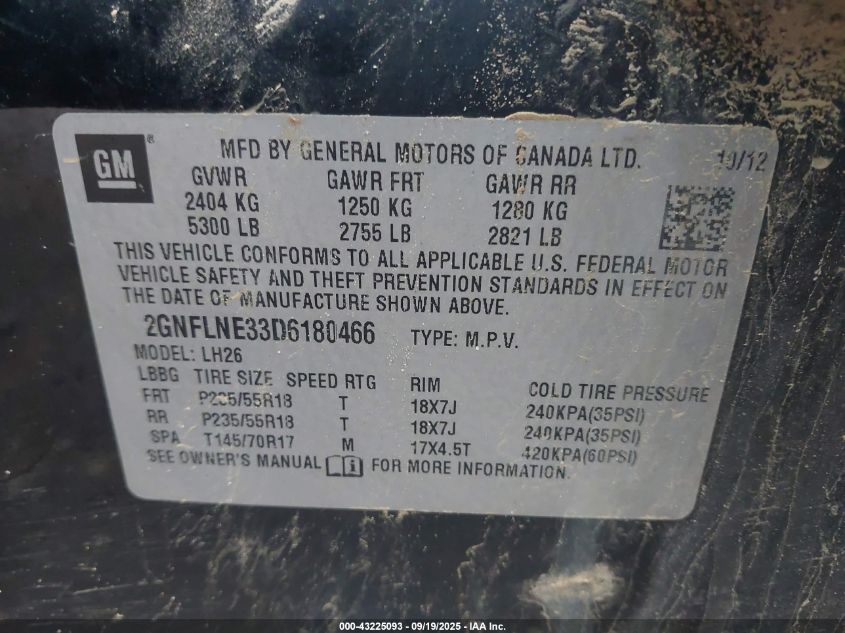 GM ® MFD BY GENERAL MOTORS OF CANADA LTD. 10/12
GVWR GAWR FRT GAWR RR
2404 KG 1250 KG 1280 KG
5300 LB 2755 LB 2821 LB
THIS VEHICLE CONFORMS TO ALL APPLICABLE U.S. FEDERAL MOTOR
VEHICLE SAFETY AND THEFT PREVENTION STANDARDS IN EFFECT ON
THE DATE OF MANUFACTURE SHOWN ABOVE.
2GNFLNE33D6180466 TYPE: M.P.V.
MODEL: LH26
LBBG TIRE SIZE SPEED RTG RIM COLD TIRE PRESSURE
FRT P235/55R18 T 18X7J 240KPA(35PSI)
RR P235/55R18 T 18X7J 240KPA(35PSI)
SPA T145/70R17 M 17X4.5T 420KPA(60PSI)
SEE OWNER'S MANUAL FOR MORE INFORMATION.
000-43225093 - 09/19/2025 - IAA, Inc.